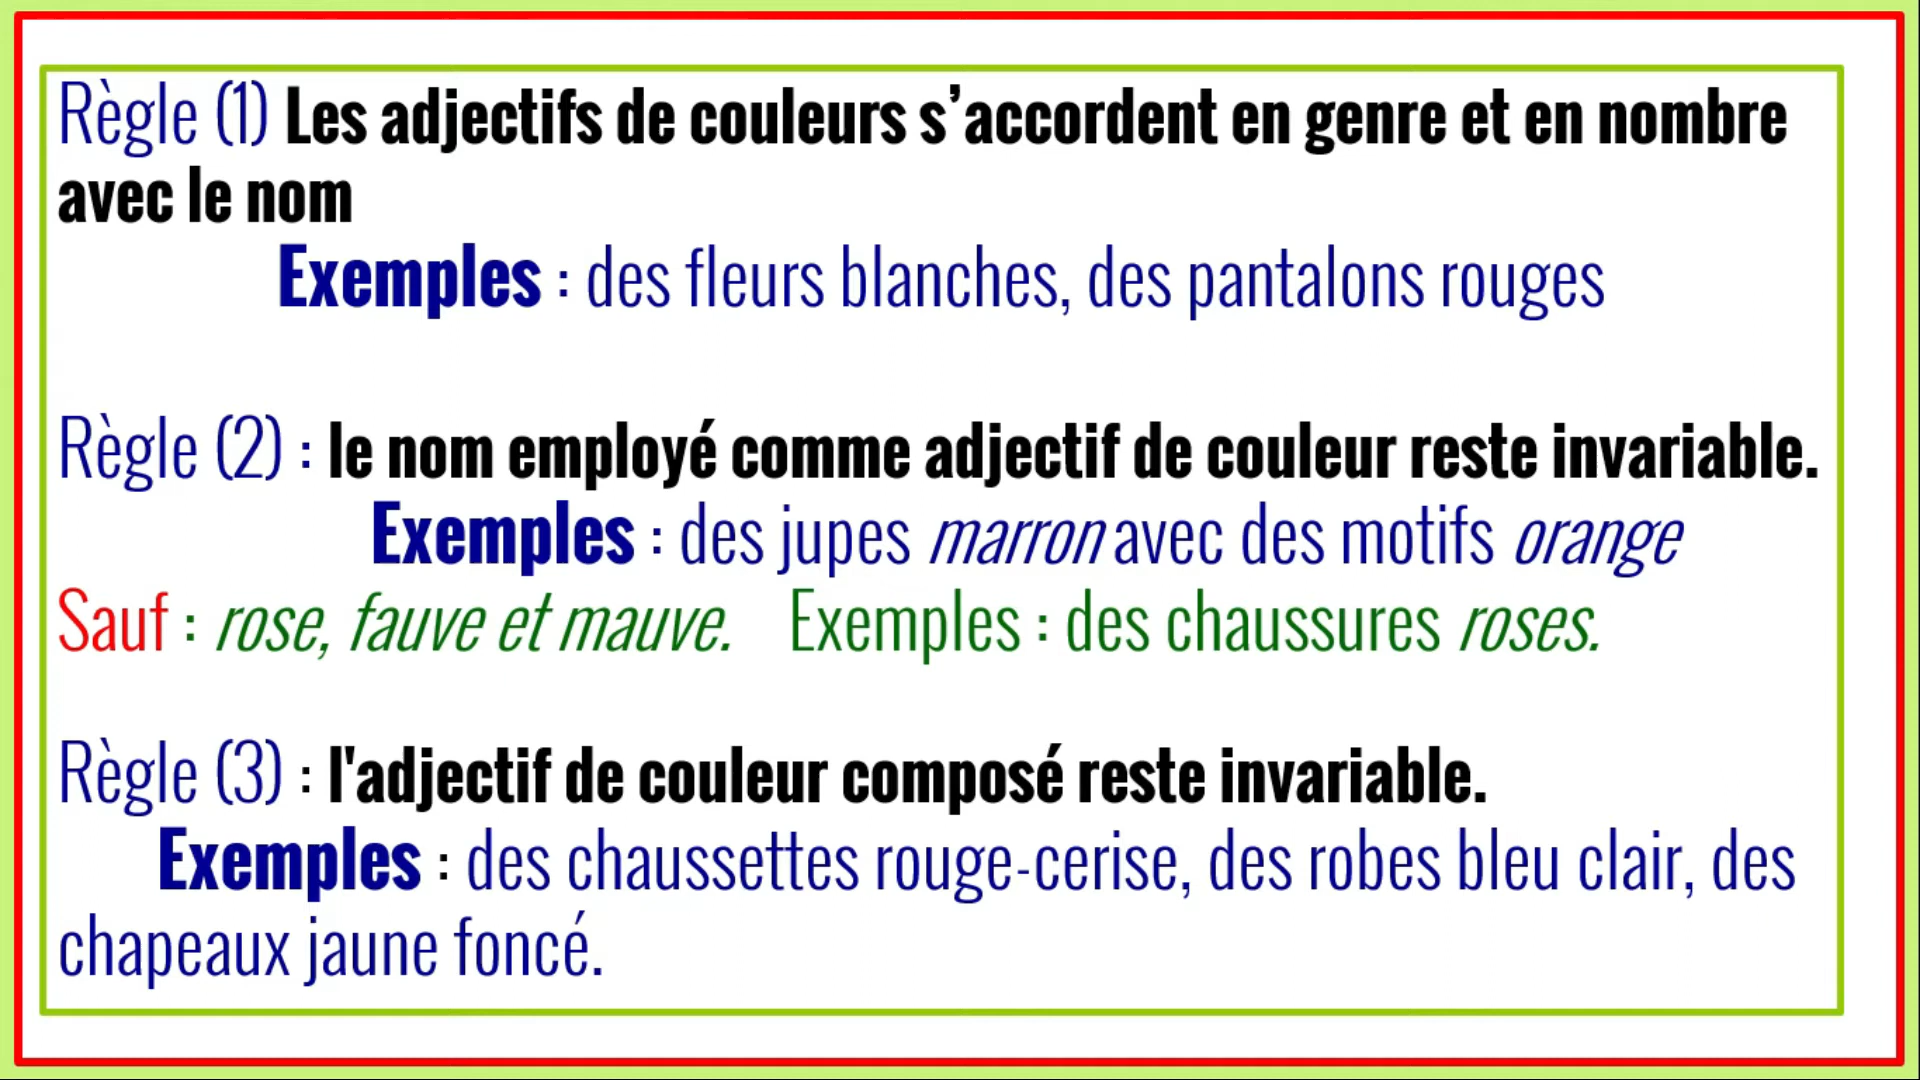 Règle (1) Les adjectifs de couleurs s’accordent en genre et en nombre
avec le nom
Exemples : des fleurs blanches, des pantalons rouges
Règle (2) : le nom employé comme adjectif de couleur reste invariable.
Exemples : des jupes marron avec des motifs orange
Sauf : rose, fauve et mauve. Exemples : des chaussures roses.
Règle (3) : l'adjectif de couleur composé reste invariable.
Exemples : des chaussettes rouge-cerise, des robes bleu clair, des
chapeaux jaune foncé.